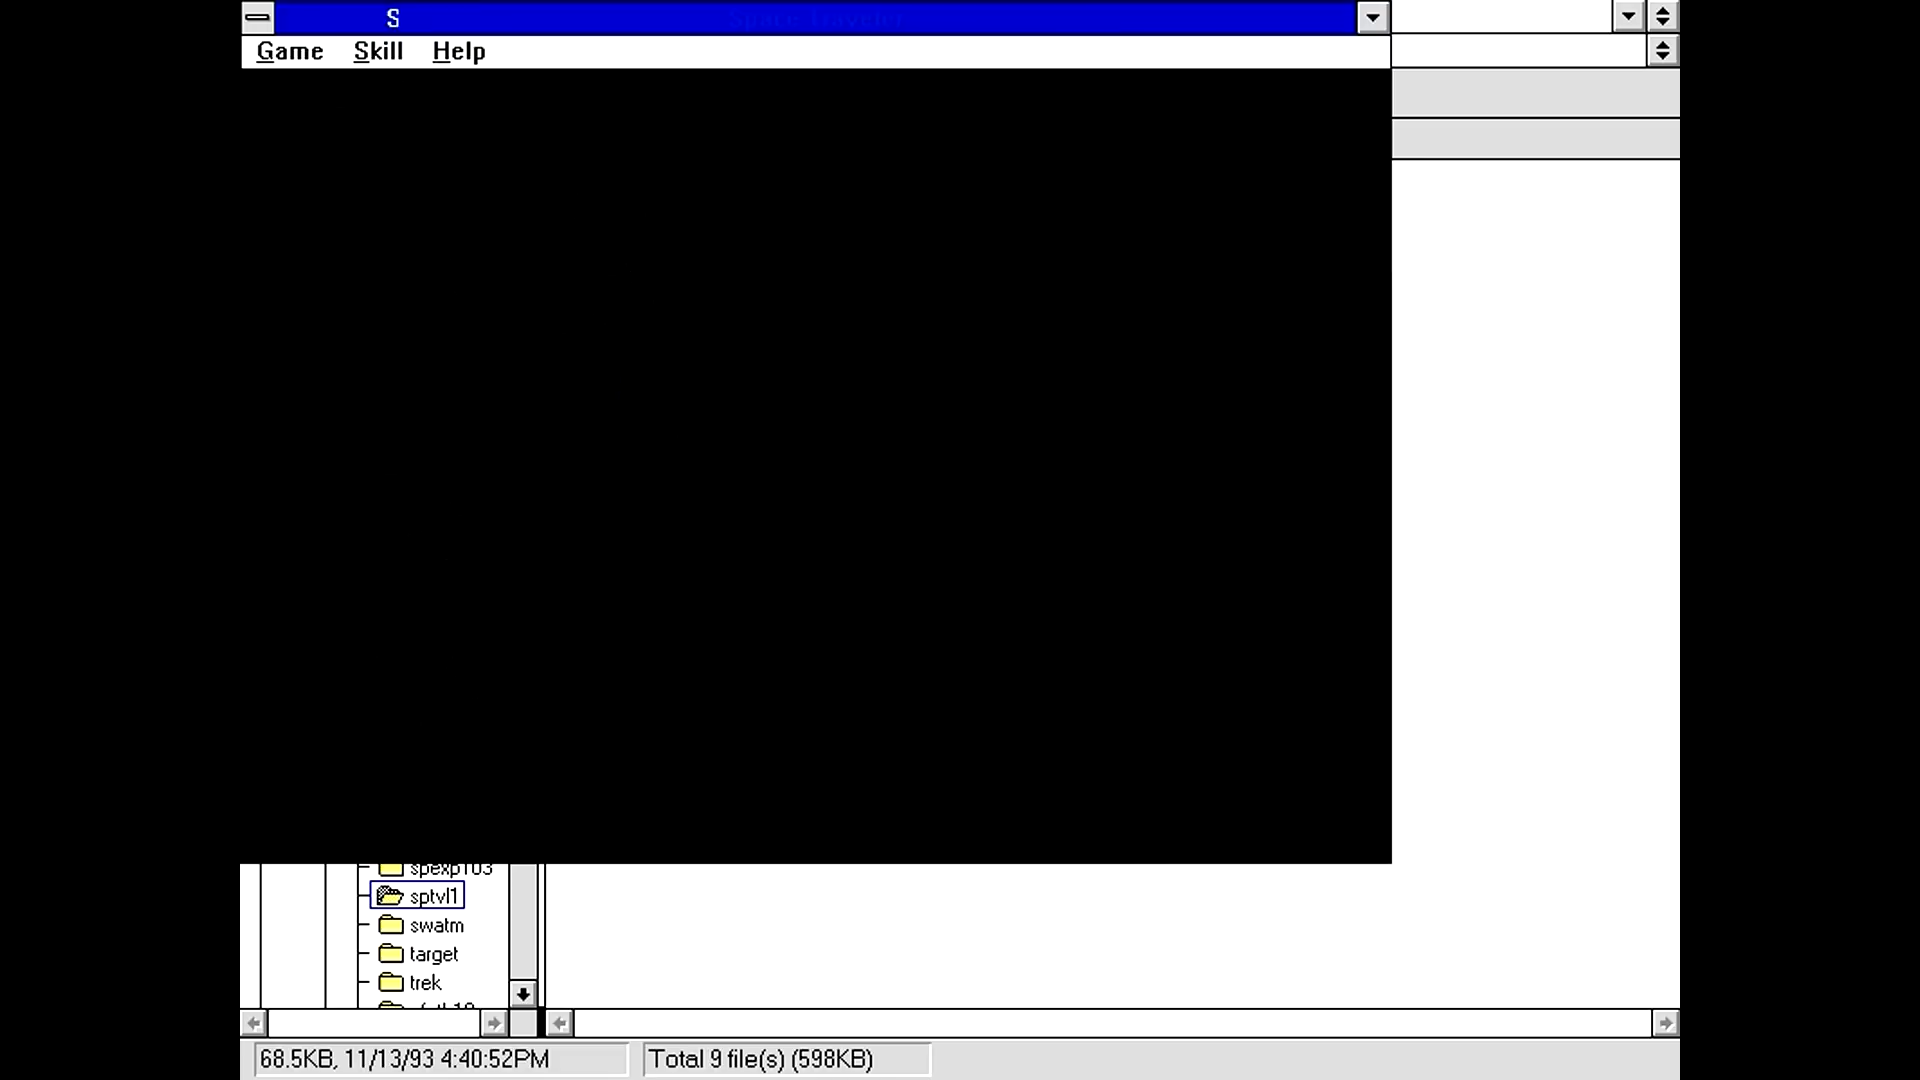 S
Game Skill Help
spexp103
sptvl1
swatm
target
trek
68.5KB, 11/13/93 4:40:52PM
Total 9 file(s) (598KB)